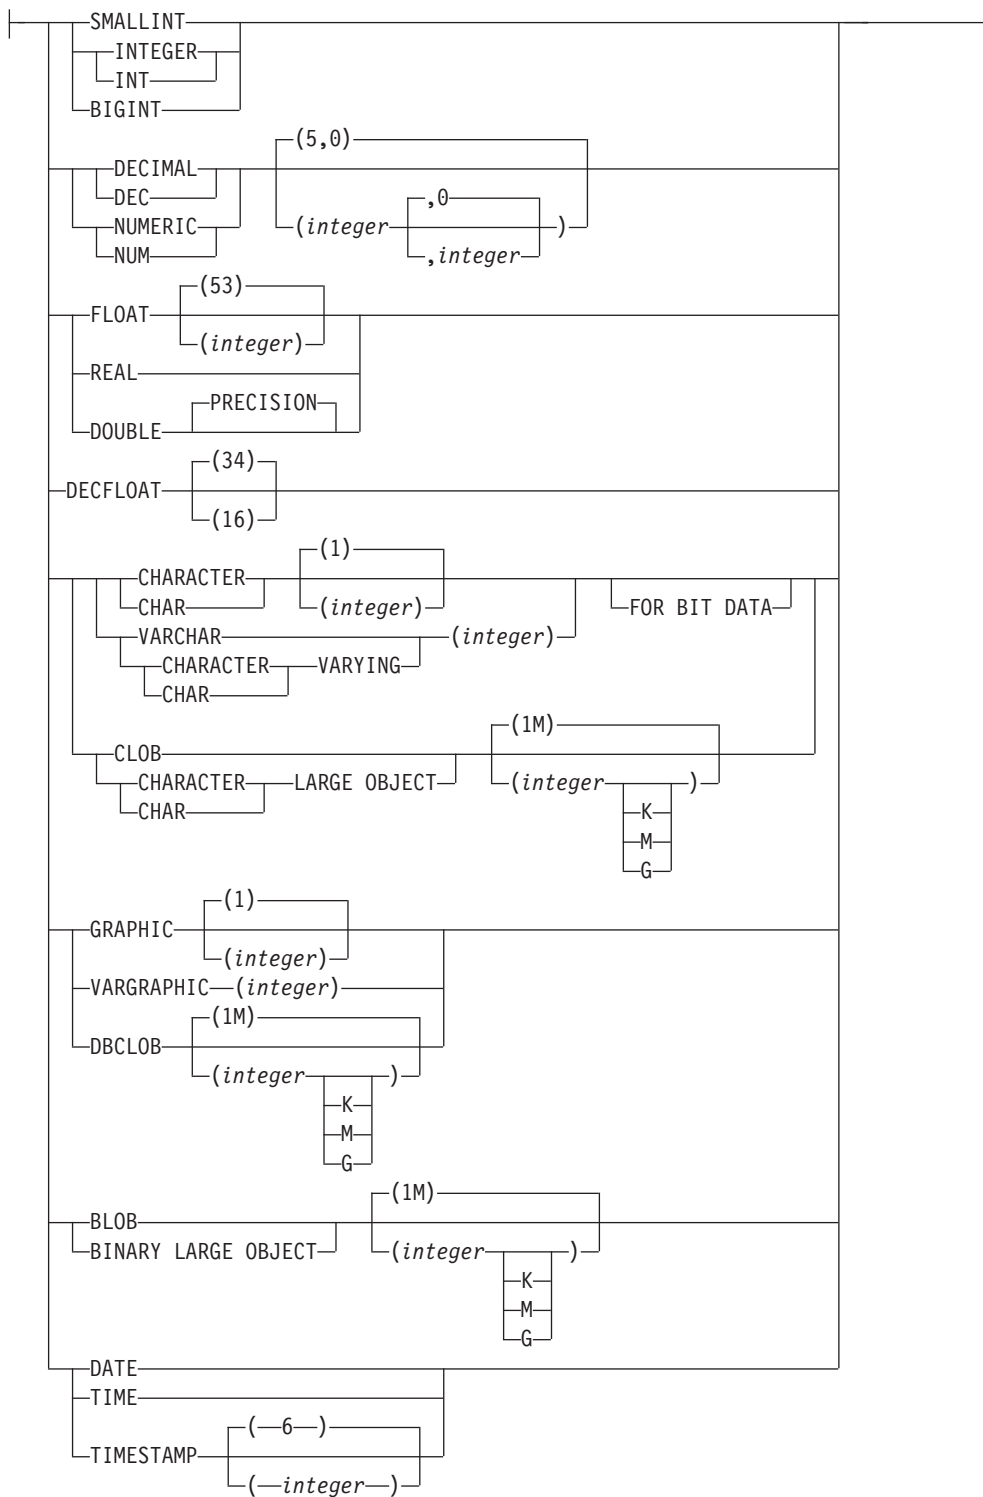 SMALLINT
INTEGER
INT
BIGINT
(5,0)
DECIMAL
DEC
,0
NUMERIC (integer )
NUM ,integer
(53)
FLOAT
(integer)
REAL
PRECISION
DOUBLE
(34)
DECFLOAT
(16)
(1)
CHARACTER
CHAR (integer) FOR BIT DATA
VARCHAR (integer)
CHARACTER VARYING
CHAR
(1M)
CLOB
CHARACTER LARGE OBJECT (integer )
CHAR K
M
G
(1)
GRAPHIC
(integer)
VARGRAPHIC (integer)
(1M)
DBCLOB
(integer )
K
M
G
(1M)
BLOB
BINARY LARGE OBJECT (integer )
K
M
G
DATE
TIME
( 6 )
TIMESTAMP
( integer )